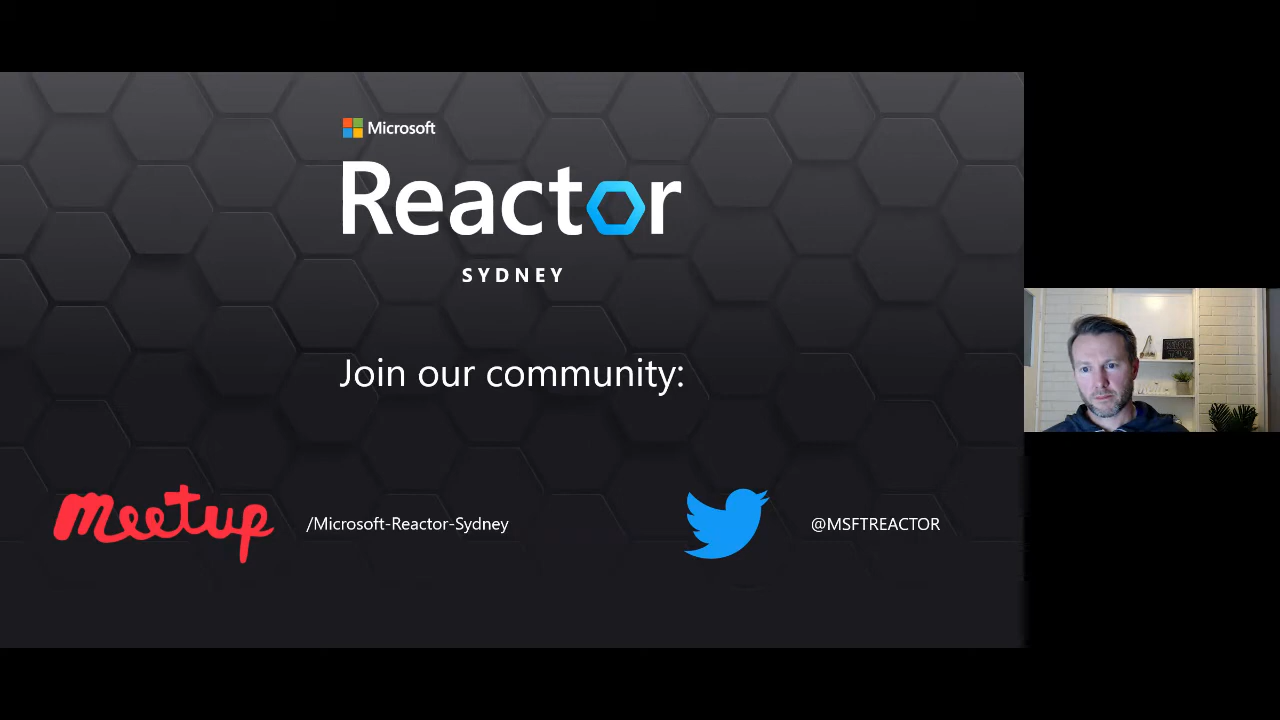 Microsoft
Reactor
SYDNEY
Join our community:
meetup
/Microsoft-Reactor-Sydney
@MSFTREACTOR